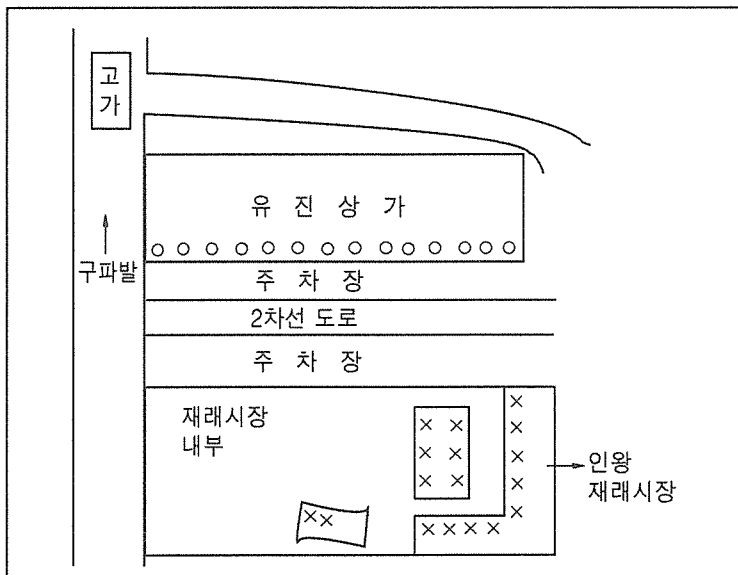 고
가
유 진 상 가
구파발
주 차 장
2차선 도로
주 차 장
재래시장
내부
인왕
재래시장